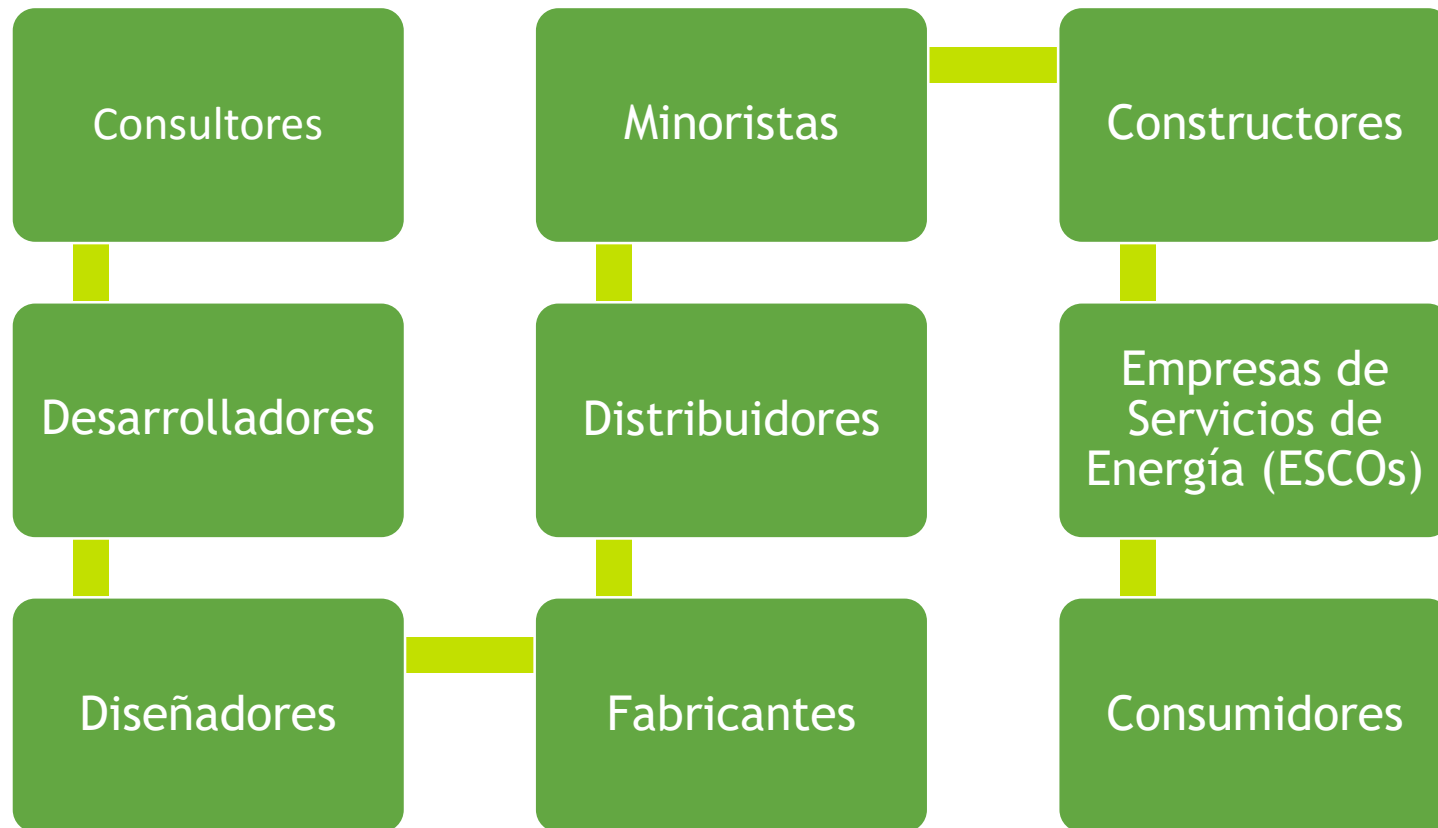 Consultores
Desarrolladores
Diseñadores
Fabricantes
Distribuidores
Minoristas
Constructores
Empresas de
Servicios de
Energía (ESCOs)
Consumidores